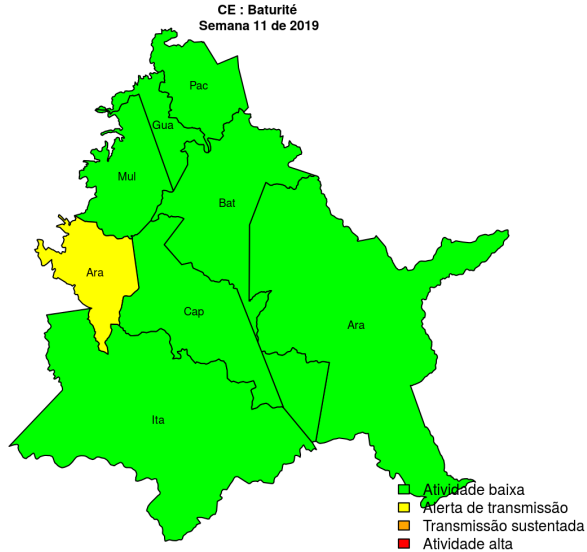 CE : Baturité
Semana 11 de 2019
Pac
Gua
Mul
Bat
Ara
Cap
Ara
Ita
Atividade baixa
Alerta de transmissão
Transmissão sustentada
Atividade alta